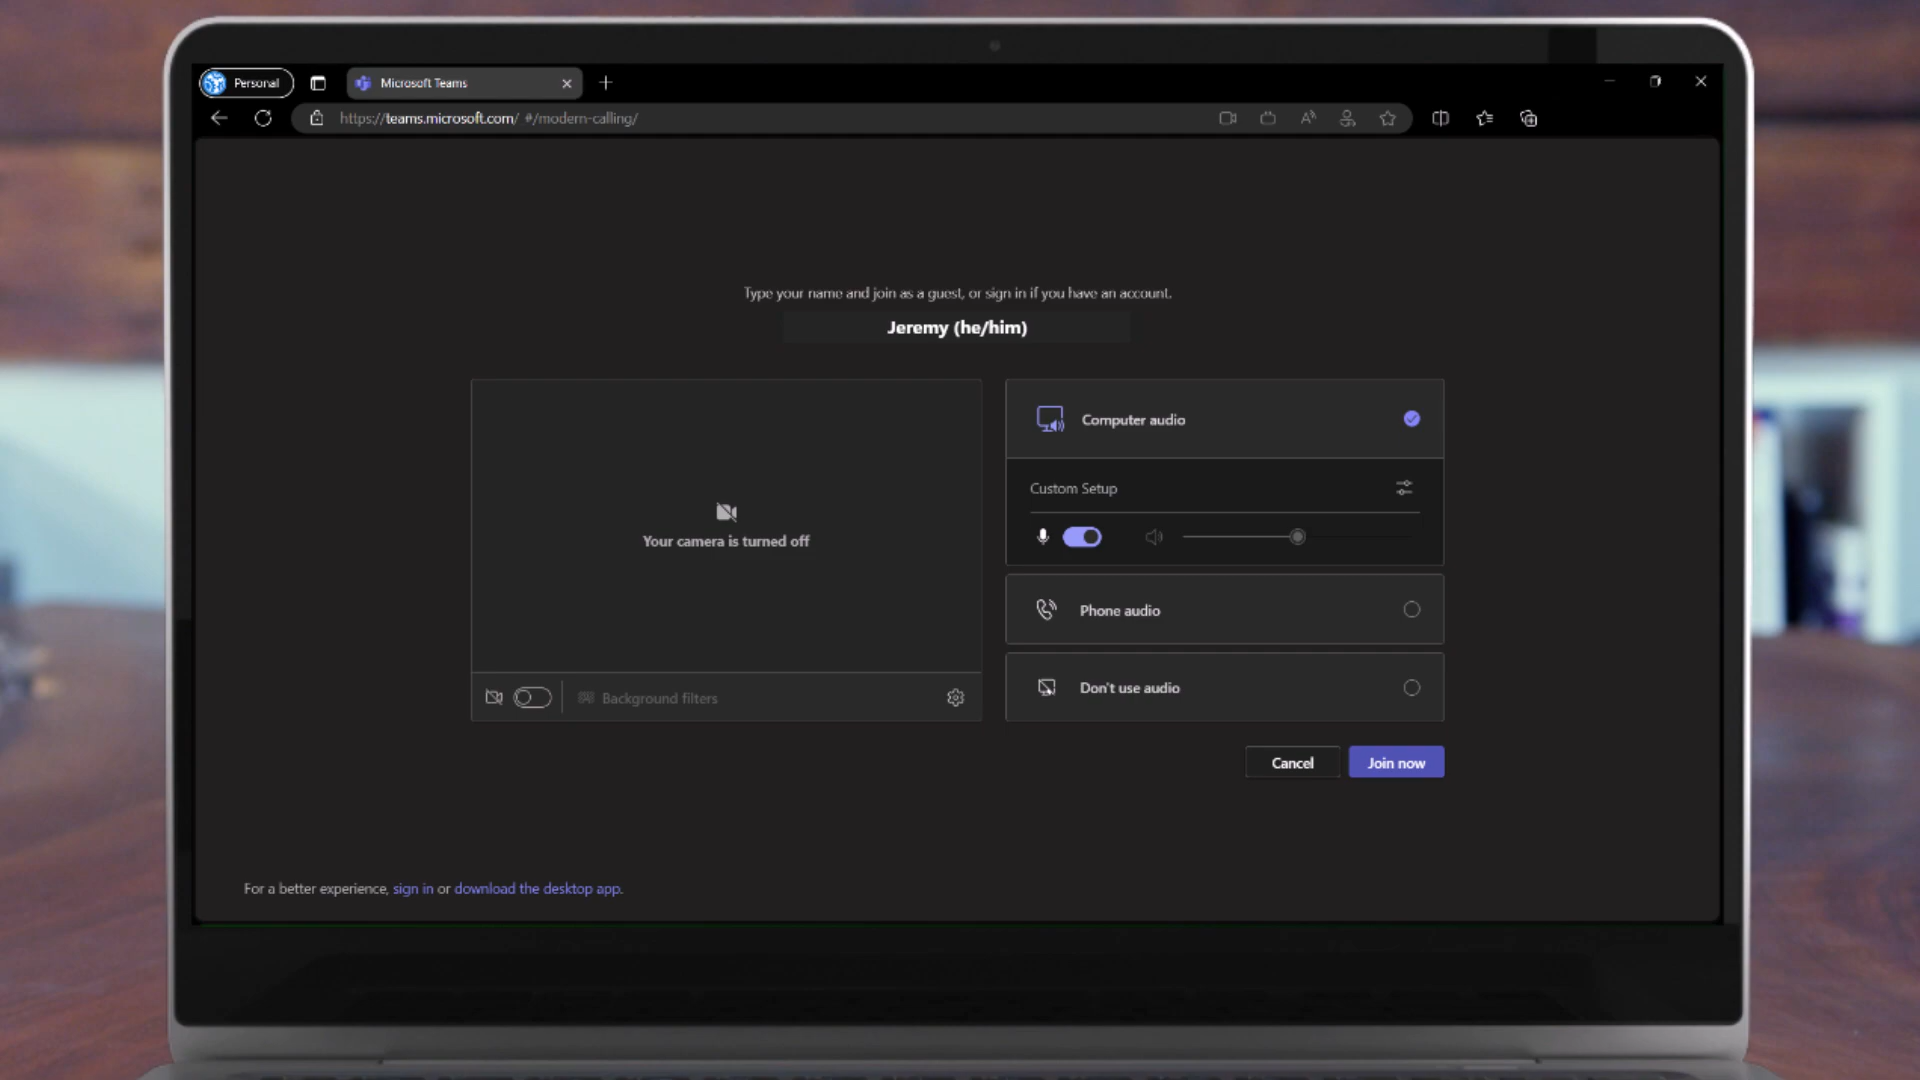 Personal
Microsoft Teams
https://teams.microsoft.com/ #/modern-calling/
Type your name and join as a guest, or sign in if you have an account.
Jeremy (he/him)
Computer audio
Custom Setup
Your camera is turned off
Phone audio
Background filters
Don't use audio
Cancel
Join now
For a better experience, sign in or download the desktop app.